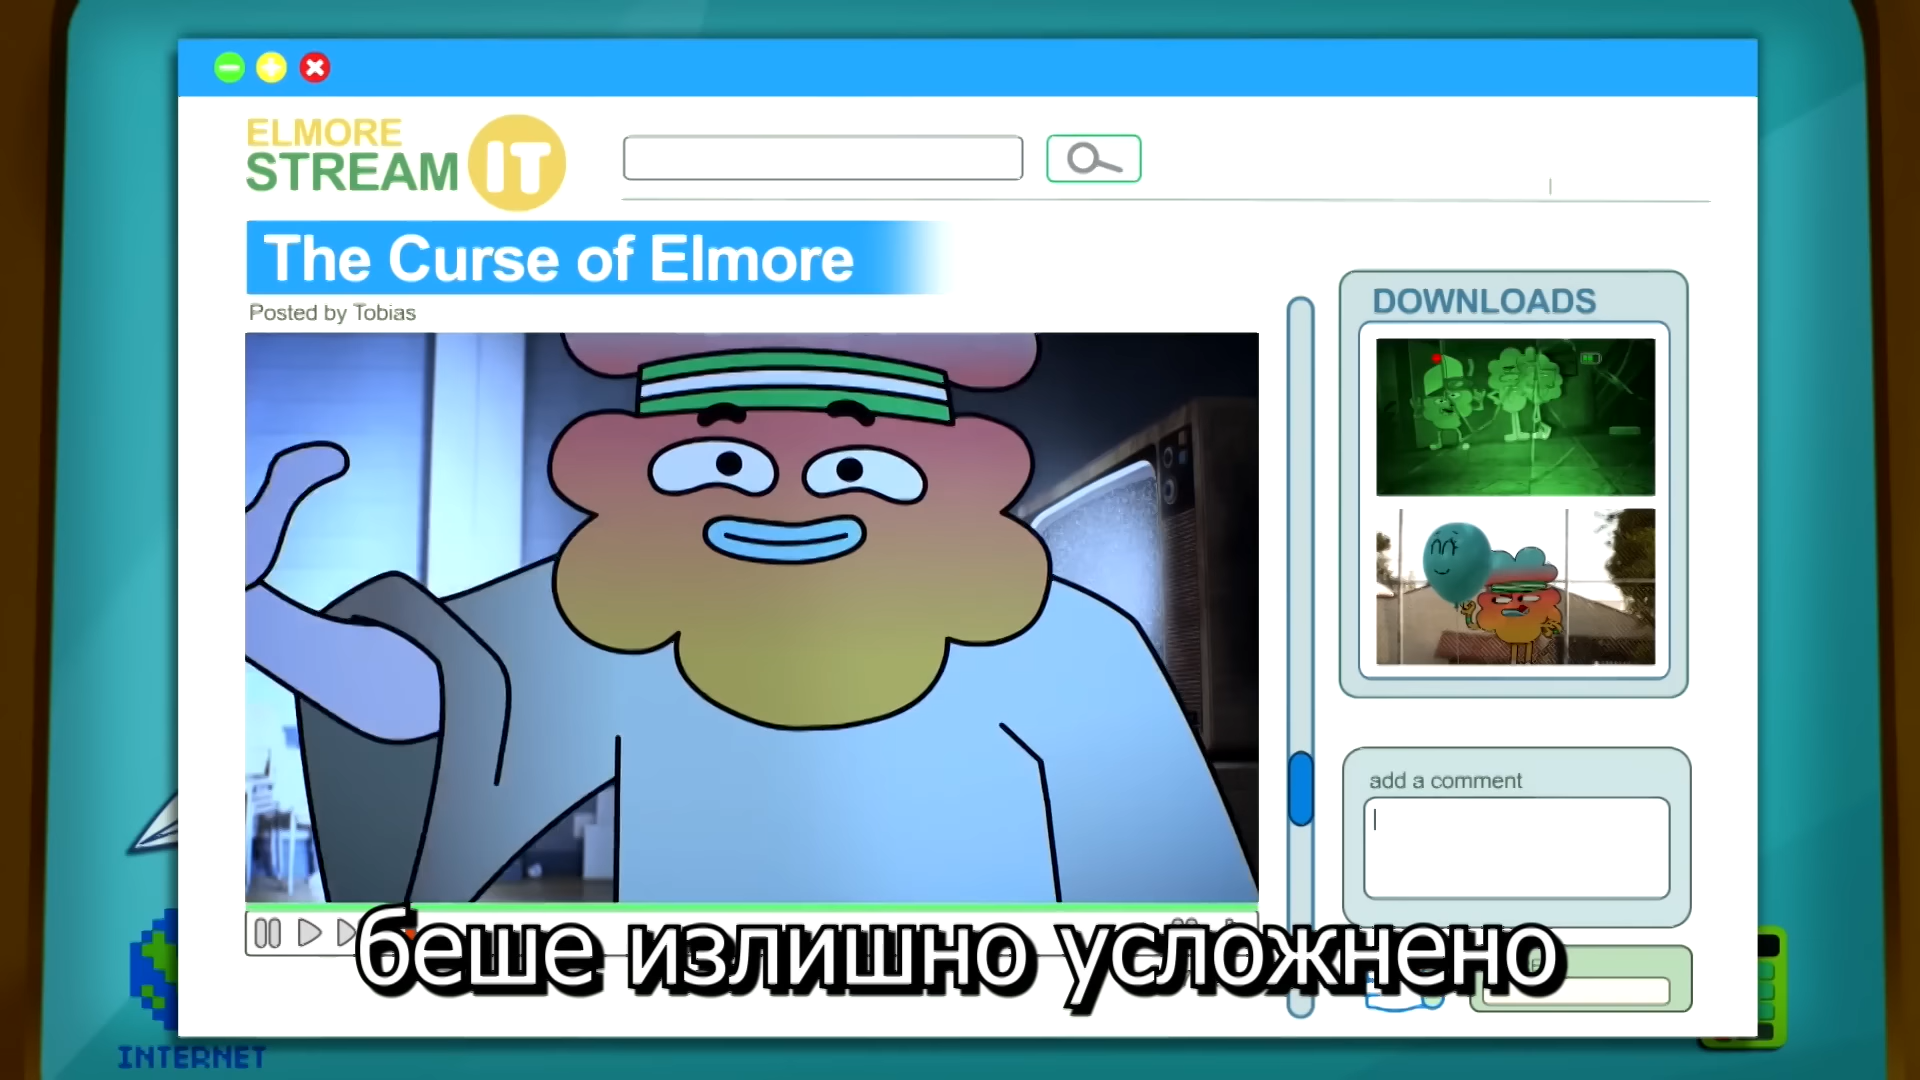 ELMORE
STREAM IT
The Curse of Elmore
Posted by Tobias
DOWNLOADS
add a comment
беше излишно усложнено
INTERNET